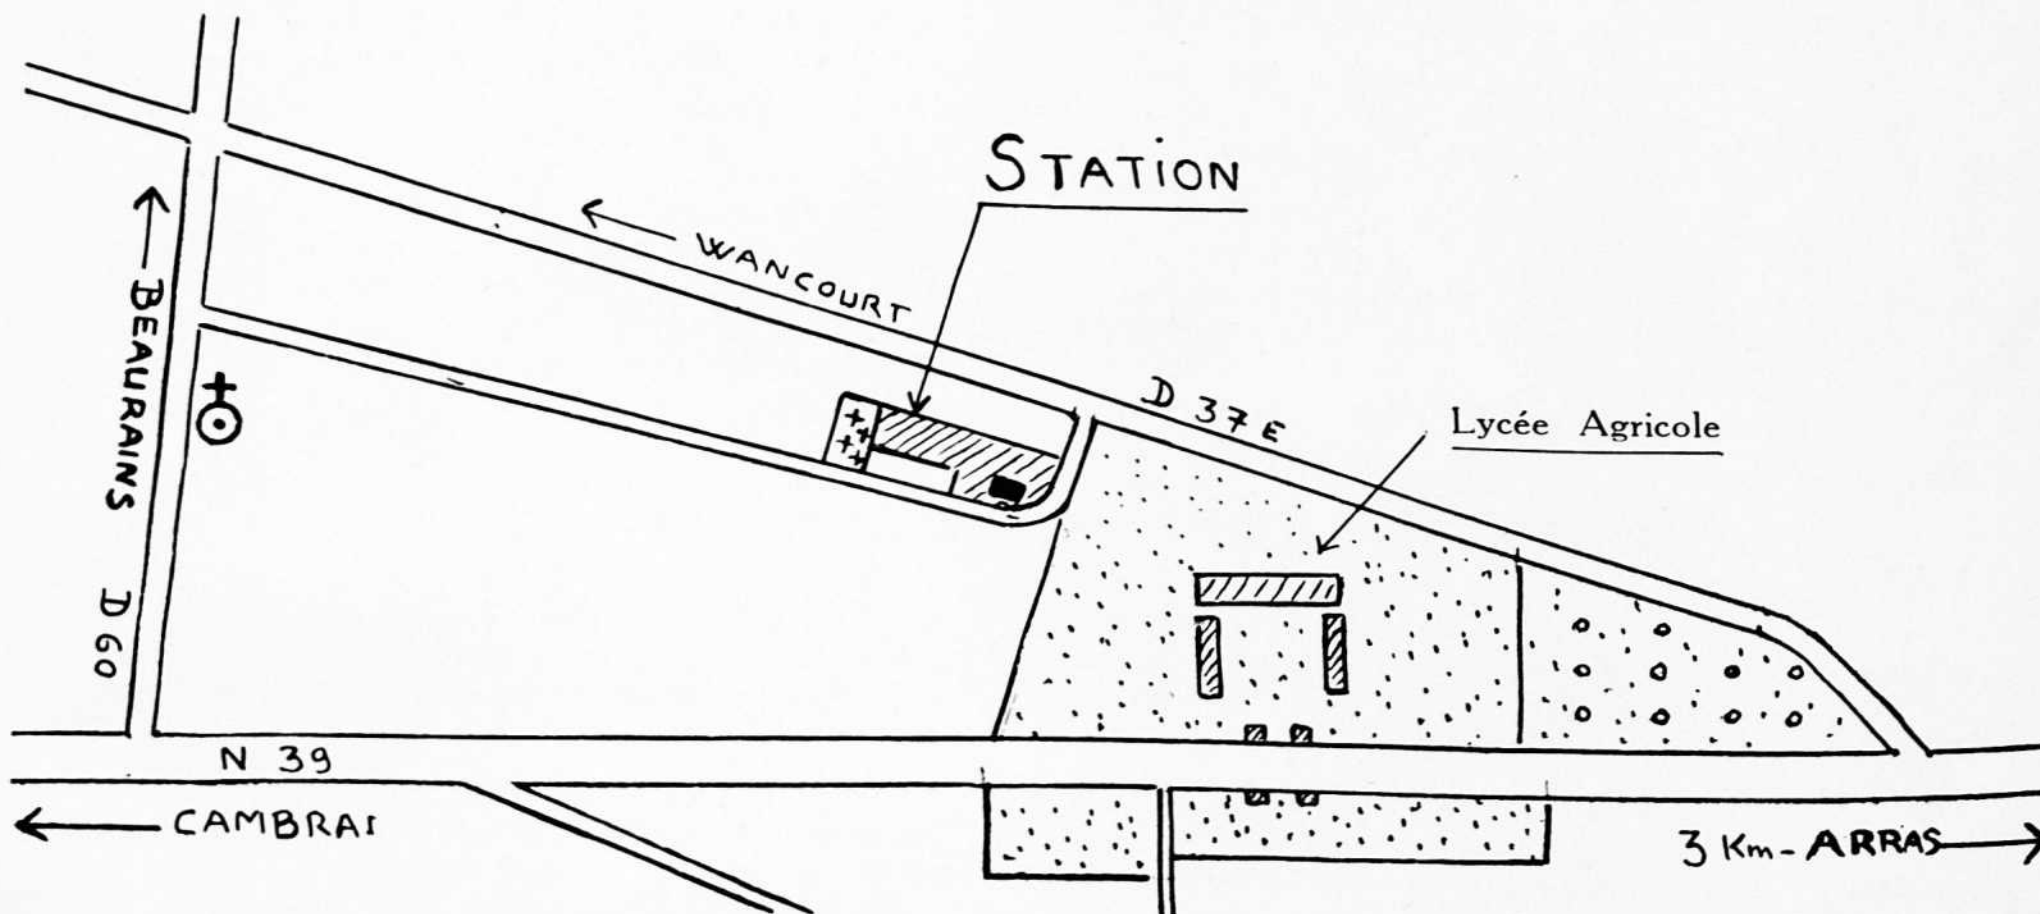 STATION
← WANCOURT
← BEAURAINS D 60
D 37 E
Lycée Agricole
N 39
← CAMBRAI
3 Km - ARRAS →